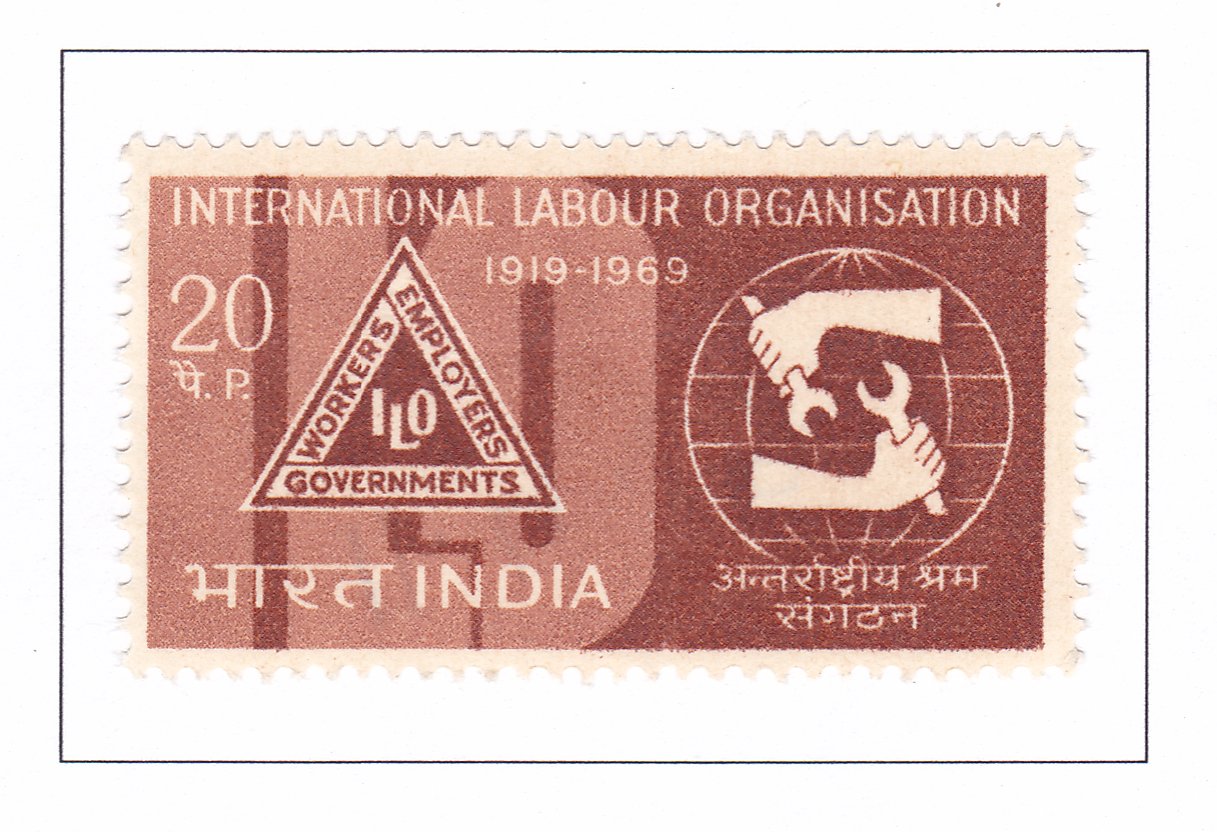 INTERNATIONAL LABOUR ORGANISATION
1919-1969
20
पै. P.
WORKERS
EMPLOYERS
ILO
GOVERNMENTS
भारत INDIA
अन्तर्राष्ट्रीय श्रम
संगठन